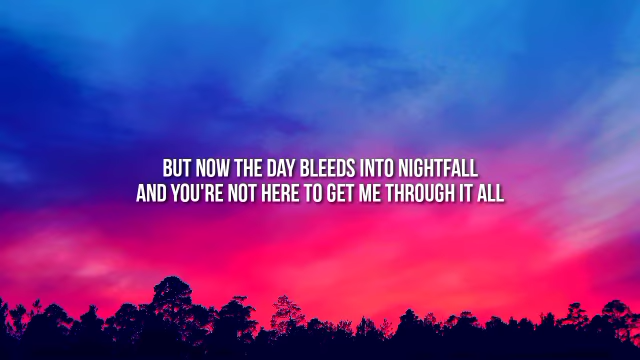 BUT NOW THE DAY BLEEDS INTO NIGHTFALL
AND YOU'RE NOT HERE TO GET ME THROUGH IT ALL